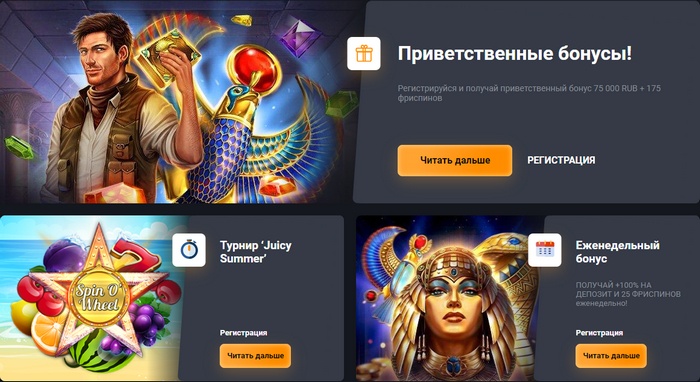 Приветственные бонусы!
Регистрируйся и получай приветственный бонус 75 000 RUB + 175
фриспинов
Читать дальше
РЕГИСТРАЦИЯ
Spin O'
Wheel
Турнир ‘Juicy
Summer’
Регистрация
Читать дальше
Еженедельный
бонус
ПОЛУЧАЙ +100% НА
ДЕПОЗИТ И 25 ФРИСПИНОВ
еженедельно!
Регистрация
Читать дальше